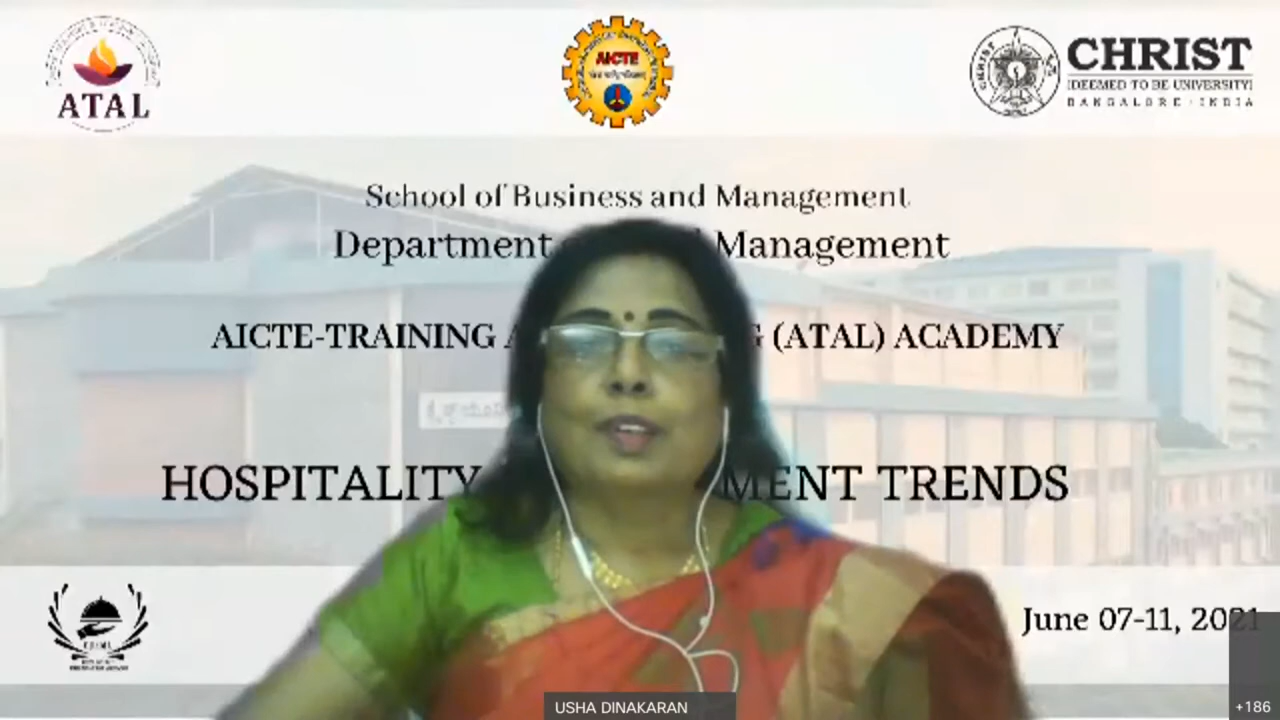 ATAL
AICTE
CHRIST
CHRIST
(DEEMED TO BE UNIVERSITY)
BANGALORE · INDIA
School of Business and Management
Department Management
AICTE-TRAINING (ATAL) ACADEMY
HOSPITALITY MENT TRENDS
June 07-11, 2021
USHA DINAKARAN
+186